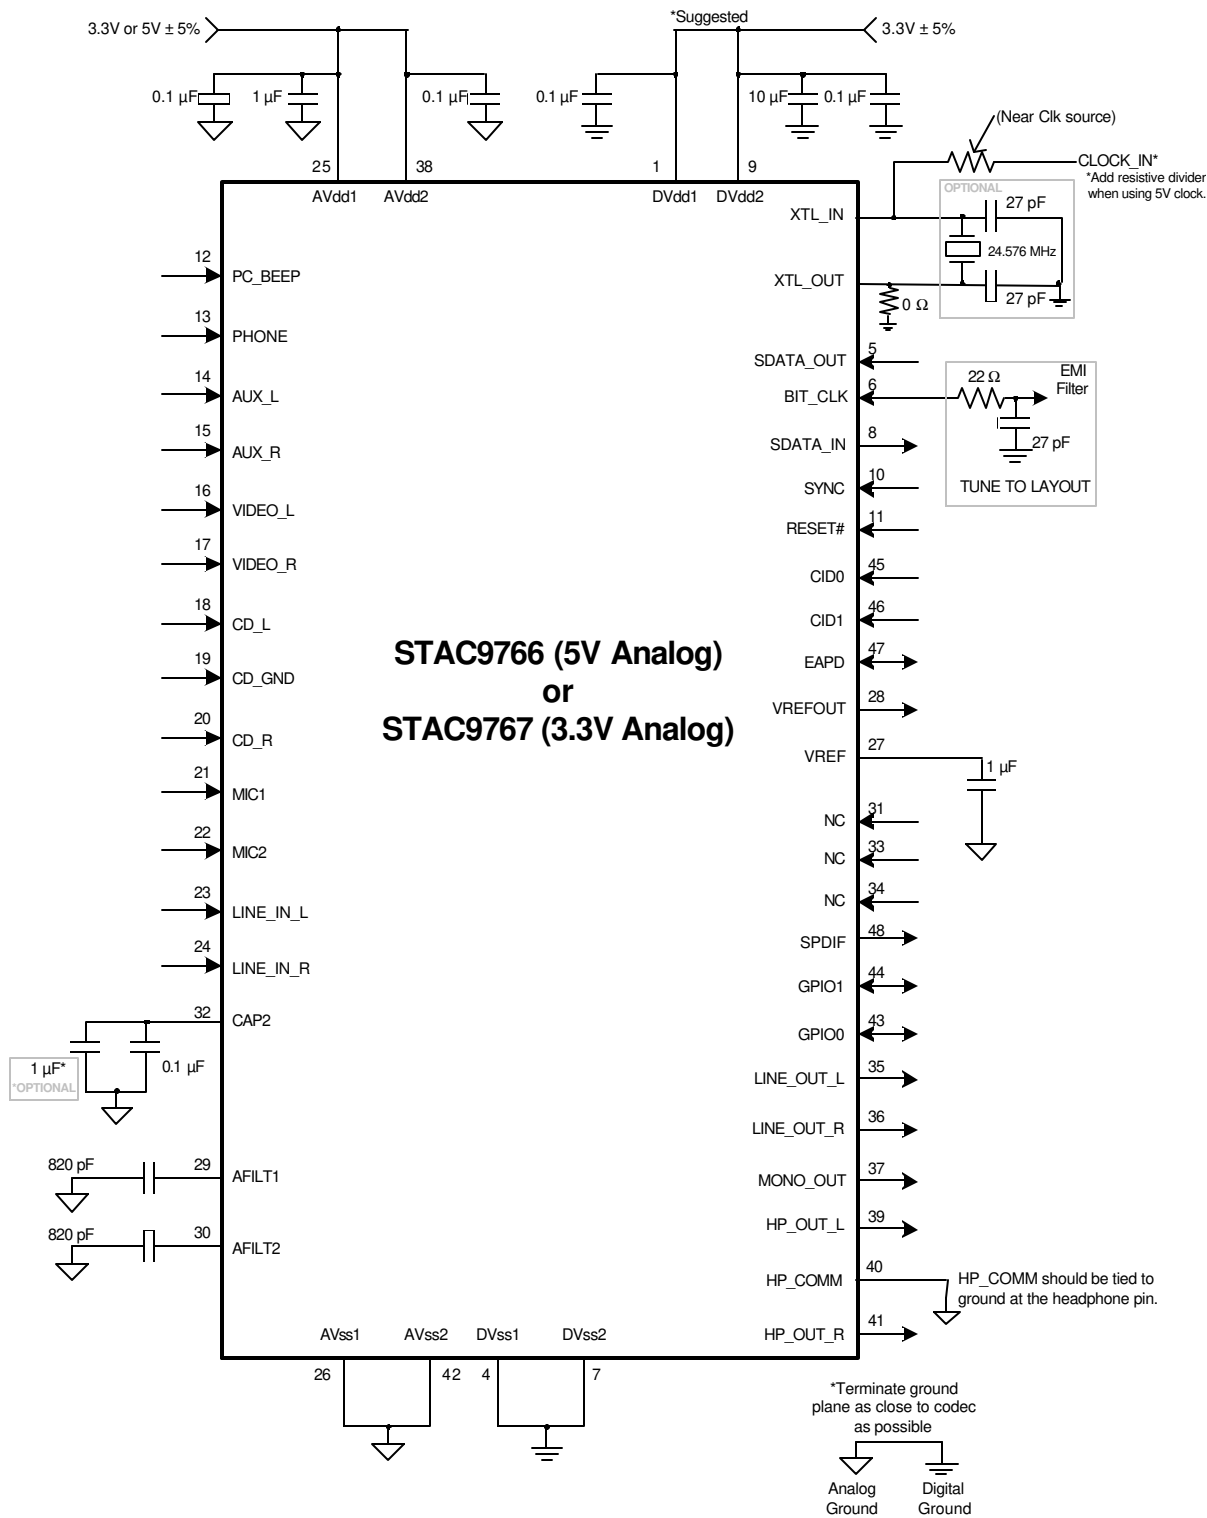 *Suggested
3.3V or 5V ± 5%
3.3V ± 5%
0.1 µF
1 µF
0.1 µF
0.1 µF
10 µF
0.1 µF
(Near Clk source)
CLOCK_IN*
*Add resistive divider
when using 5V clock.
25
38
1
9
AVdd1
AVdd2
DVdd1
DVdd2
OPTIONAL
XTL_IN
27 pF
24.576 MHz
XTL_OUT
27 pF
0 Ω
12
PC_BEEP
13
PHONE
14
AUX_L
15
AUX_R
16
VIDEO_L
17
VIDEO_R
18
CD_L
19
CD_GND
20
CD_R
21
MIC1
22
MIC2
23
LINE_IN_L
24
LINE_IN_R
32
CAP2
1 µF*
*OPTIONAL
0.1 µF
820 pF
29
AFILT1
820 pF
30
AFILT2
STAC9766 (5V Analog)
or
STAC9767 (3.3V Analog)
5
SDATA_OUT
6
BIT_CLK
22 Ω
EMI
Filter
27 pF
TUNE TO LAYOUT
8
SDATA_IN
10
SYNC
11
RESET#
45
CID0
46
CID1
47
EAPD
28
VREFOUT
27
VREF
1 µF
31
NC
33
NC
34
NC
48
SPDIF
44
GPIO1
43
GPIO0
35
LINE_OUT_L
36
LINE_OUT_R
37
MONO_OUT
39
HP_OUT_L
40
HP_COMM
HP_COMM should be tied to
ground at the headphone pin.
41
HP_OUT_R
AVss1
AVss2
DVss1
DVss2
26
42
4
7
*Terminate ground
plane as close to codec
as possible
Analog
Ground
Digital
Ground